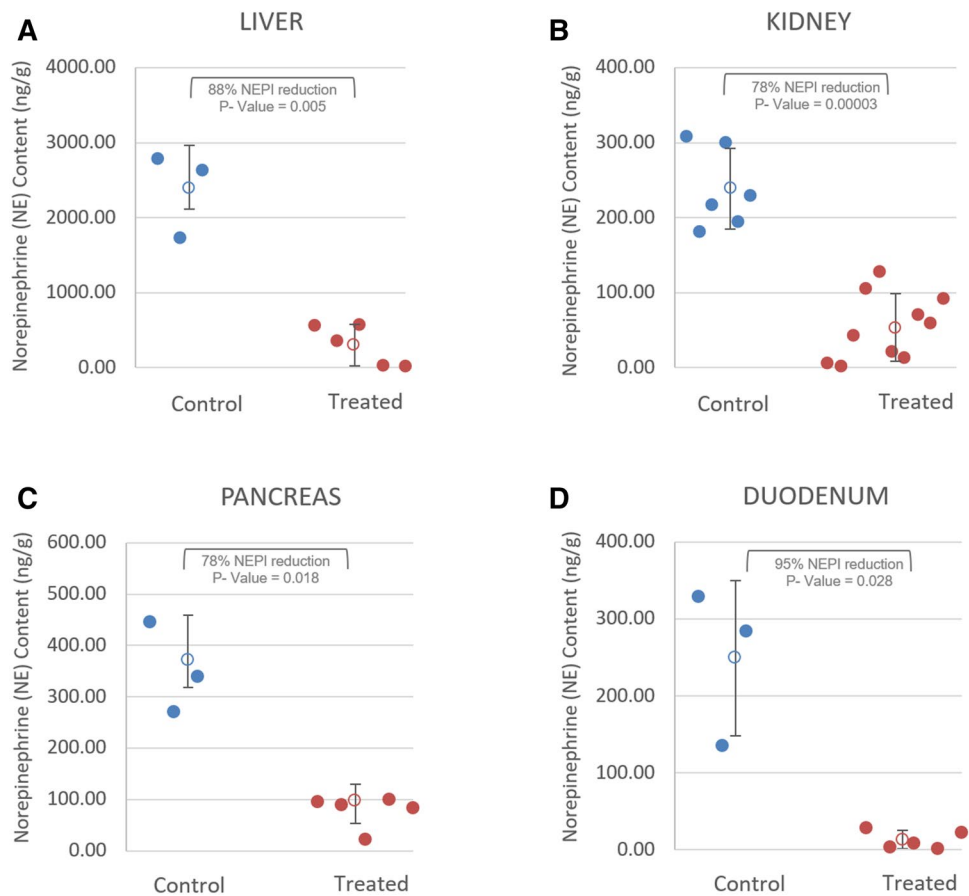 A
LIVER
Norepinephrine (NE) Content (ng/g)
4000.00
3000.00
2000.00
1000.00
0.00
88% NEPI reduction
P- Value = 0.005
Control
Treated
B
KIDNEY
Norepinephrine (NE) Content (ng/g)
400.00
300.00
200.00
100.00
0.00
78% NEPI reduction
P- Value = 0.00003
Control
Treated
C
PANCREAS
Norepinephrine (NE) Content (ng/g)
600.00
500.00
400.00
300.00
200.00
100.00
0.00
78% NEPI reduction
P- Value = 0.018
Control
Treated
D
DUODENUM
Norepinephrine (NE) Content (ng/g)
400.00
300.00
200.00
100.00
0.00
95% NEPI reduction
P- Value = 0.028
Control
Treated